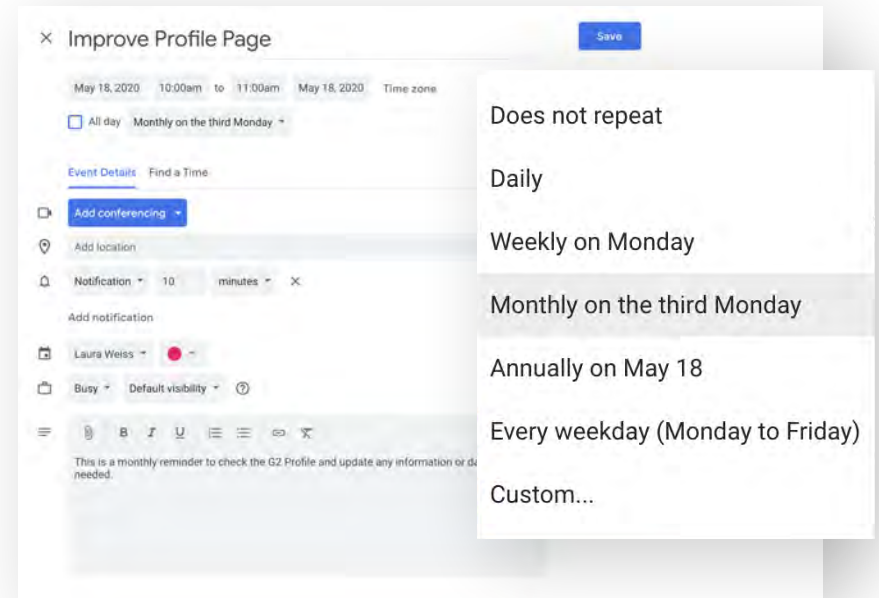 Improve Profile Page
Save
May 18, 2020 10:00am to 11:00am May 18, 2020 Time zone
All day Monthly on the third Monday
Event Details Find a Time
Add conferencing
Add location
Notification 10 minutes
Add notification
Laura Weiss
Busy Default visibility
B I U
This is a monthly reminder to check the G2 Profile and update any information or
needed.
Does not repeat
Daily
Weekly on Monday
Monthly on the third Monday
Annually on May 18
Every weekday (Monday to Friday)
Custom...